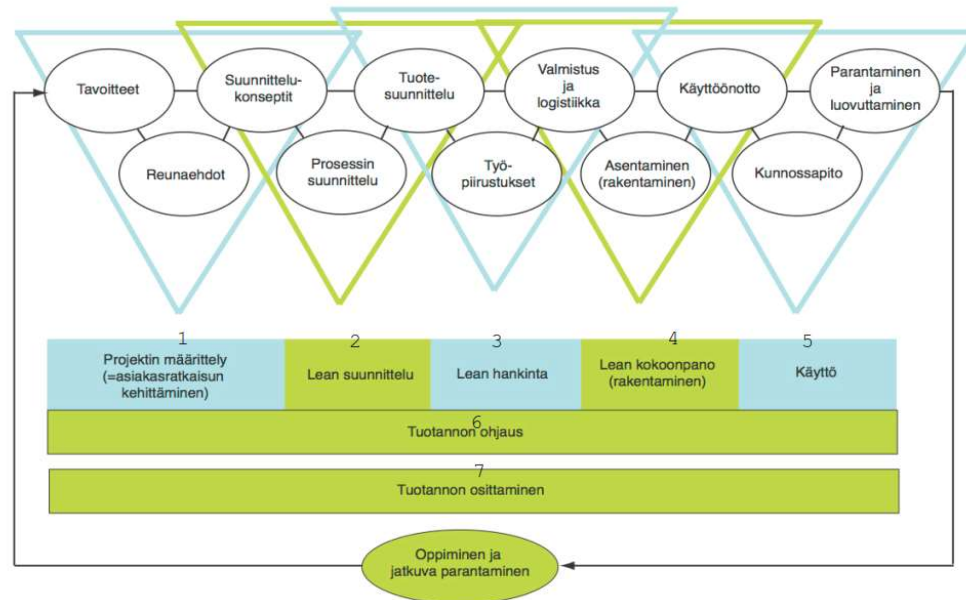 Tavoitteet
Suunnittelu-
konseptit
Tuote-
suunnittelu
Valmistus
ja
logistiikka
Käyttöönotto
Parantaminen
ja
luovuttaminen
Reunaehdot
Prosessin
suunnittelu
Työ-
piirustukset
Asentaminen
(rakentaminen)
Kunnossapito
1
Projektin määrittely
(=asiakasratkaisun
kehittäminen)
2
Lean suunnittelu
3
Lean hankinta
4
Lean kokoonpano
(rakentaminen)
5
Käyttö
6
Tuotannon ohjaus
7
Tuotannon osittaminen
Oppiminen ja
jatkuva parantaminen